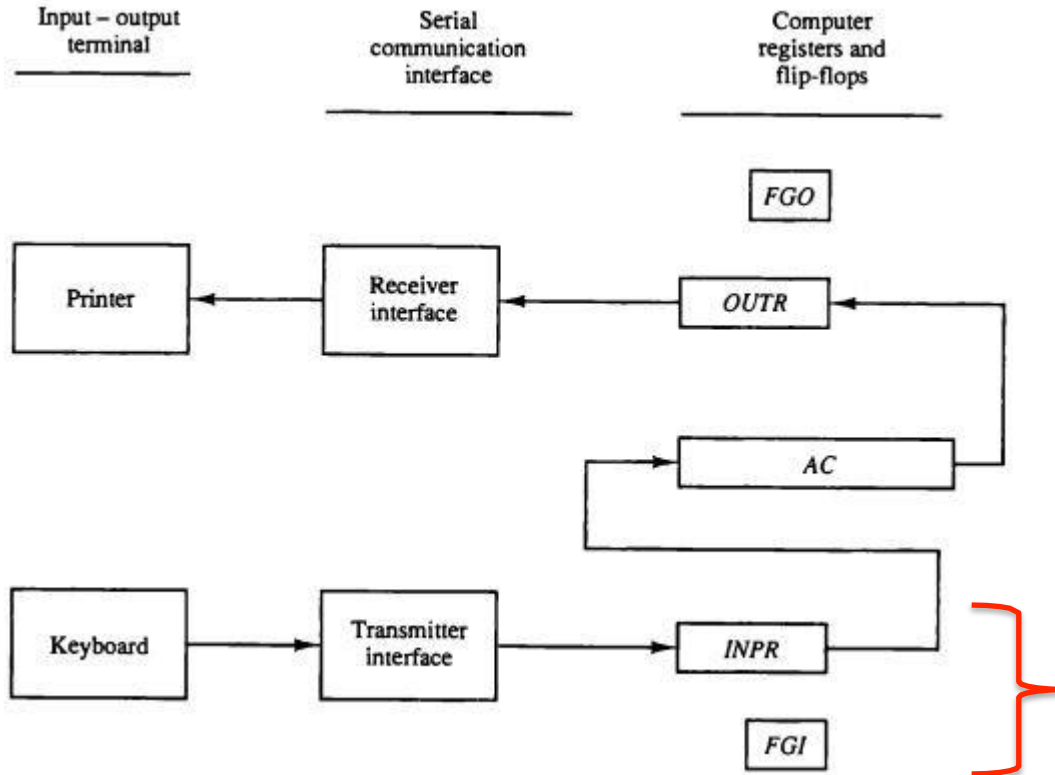 Input – output
terminal
Serial
communication
interface
Computer
registers and
flip-flops
FGO
Printer
Receiver
interface
OUTR
AC
Keyboard
Transmitter
interface
INPR
FGI